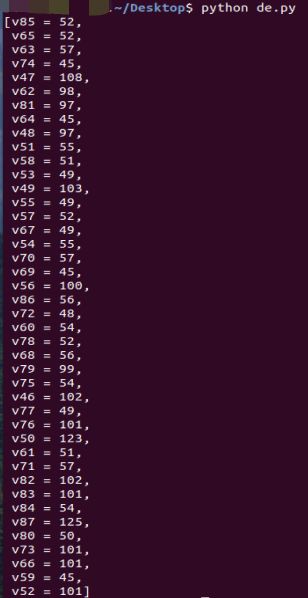 .~/Desktop$ python de.py
[v85 = 52,
v65 = 52,
v63 = 57,
v74 = 45,
v47 = 108,
v62 = 98,
v81 = 97,
v64 = 45,
v48 = 97,
v51 = 55,
v58 = 51,
v53 = 49,
v49 = 103,
v55 = 49,
v57 = 52,
v67 = 49,
v54 = 55,
v70 = 57,
v69 = 45,
v56 = 100,
v86 = 56,
v72 = 48,
v60 = 54,
v78 = 52,
v68 = 56,
v79 = 99,
v75 = 54,
v46 = 102,
v77 = 49,
v76 = 101,
v50 = 123,
v61 = 51,
v71 = 57,
v82 = 102,
v83 = 101,
v84 = 54,
v87 = 125,
v80 = 50,
v73 = 101,
v66 = 101,
v59 = 45,
v52 = 101]